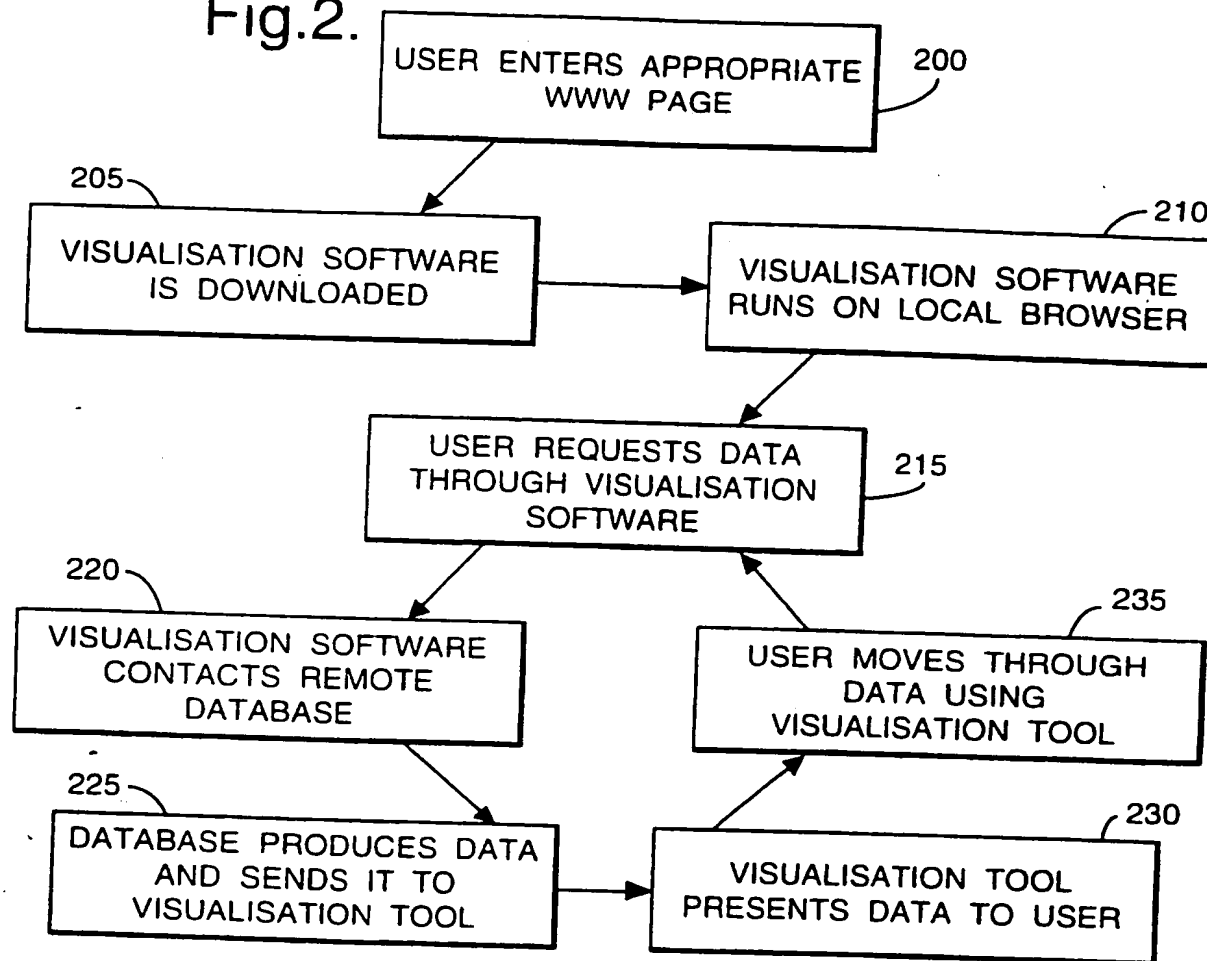 Fig.2.
USER ENTERS APPROPRIATE
WWW PAGE
200
205
VISUALISATION SOFTWARE
IS DOWNLOADED
210
VISUALISATION SOFTWARE
RUNS ON LOCAL BROWSER
USER REQUESTS DATA
THROUGH VISUALISATION
SOFTWARE
215
220
VISUALISATION SOFTWARE
CONTACTS REMOTE
DATABASE
235
USER MOVES THROUGH
DATA USING
VISUALISATION TOOL
225
DATABASE PRODUCES DATA
AND SENDS IT TO
VISUALISATION TOOL
230
VISUALISATION TOOL
PRESENTS DATA TO USER